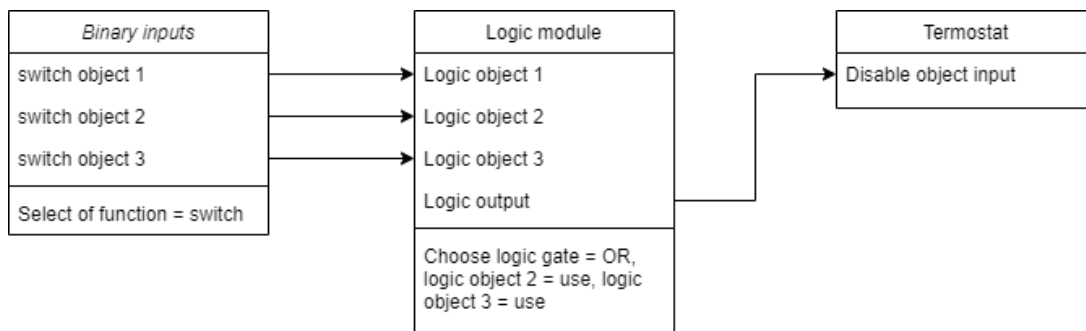 Binary inputs
switch object 1
switch object 2
switch object 3
Select of function = switch
Logic module
Logic object 1
Logic object 2
Logic object 3
Logic output
Choose logic gate = OR,
logic object 2 = use, logic
object 3 = use
Termostat
Disable object input